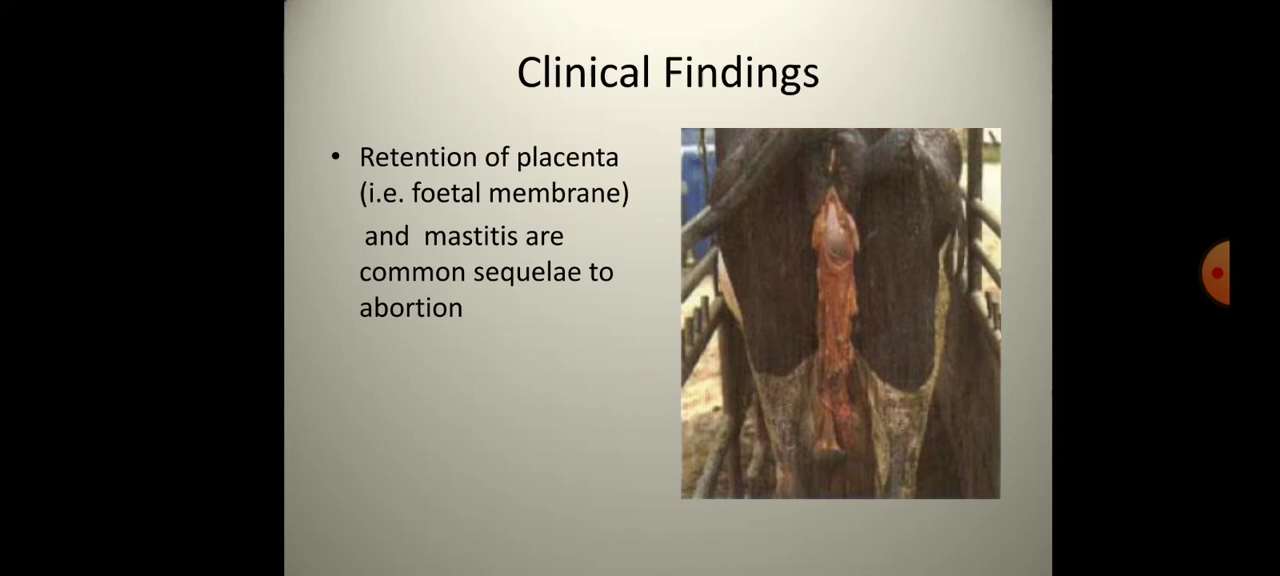 Clinical Findings
• Retention of placenta
(i.e. foetal membrane)
and mastitis are
common sequelae to
abortion